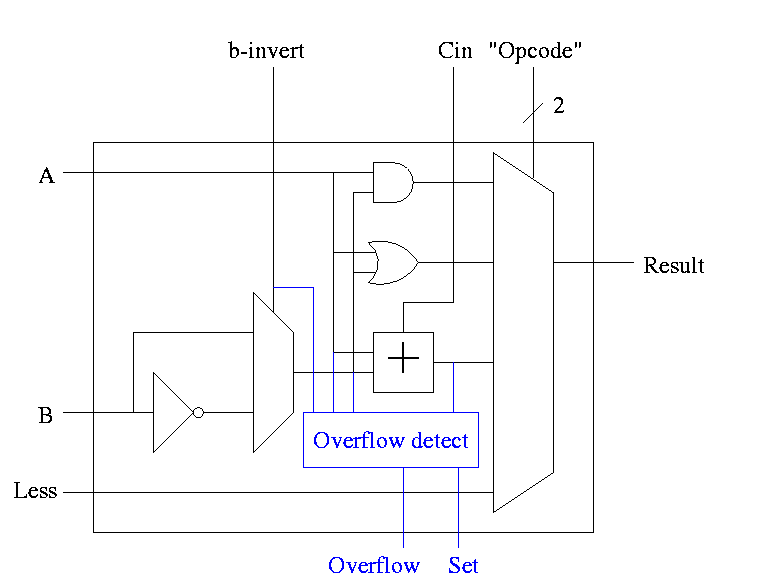 b-invert
Cin
"Opcode"
2
A
Result
+
B
Overflow detect
Less
Overflow
Set